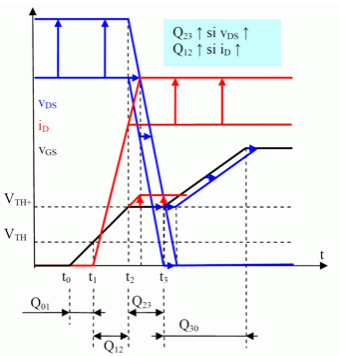 Q23 ↑ si vDS ↑
Q12 ↑ si iD ↑
vDS
iD
vGS
VTH+
VTH
t
t0 t1 t2 t3
Q01 Q23
Q12 Q30